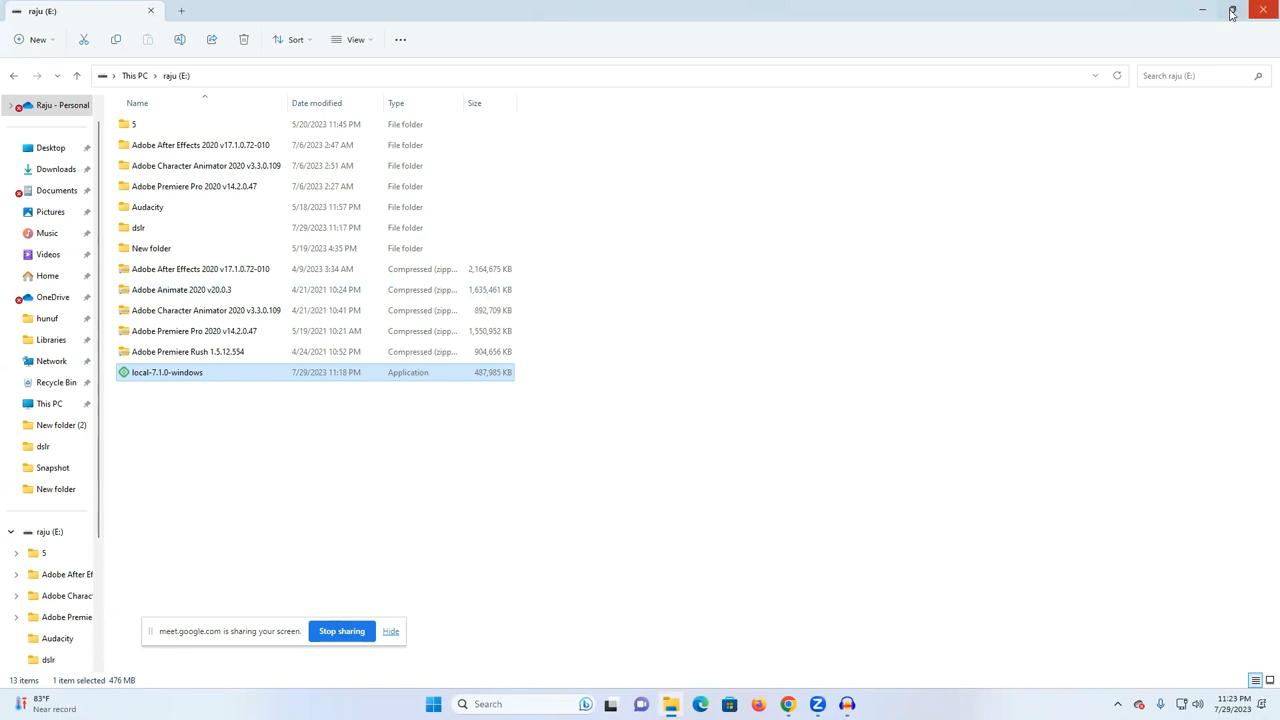 raju (E:)
New
Sort
View
This PC
raju (E:)
Search raju (E:)
Raju - Personal
Desktop
Downloads
Documents
Pictures
Music
Videos
Home
OneDrive
hunuf
Libraries
Network
Recycle Bin
This PC
New folder (2)
dslr
Snapshot
New folder
raju (E:)
5
Adobe After Ef
Adobe Charac
Adobe Premie
Audacity
dslr
Name Date modified Type Size
5 5/20/2023 11:45 PM File folder
Adobe After Effects 2020 v17.1.0.72-010 7/6/2023 2:47 AM File folder
Adobe Character Animator 2020 v3.3.0.109 7/6/2023 2:51 AM File folder
Adobe Premiere Pro 2020 v14.2.0.47 7/6/2023 2:27 AM File folder
Audacity 5/18/2023 11:57 PM File folder
dslr 7/29/2023 11:17 PM File folder
New folder 5/19/2023 4:35 PM File folder
Adobe After Effects 2020 v17.1.0.72-010 4/9/2023 3:34 AM Compressed (zipp... 2,164,675 KB
Adobe Animate 2020 v20.0.3 4/21/2021 10:24 PM Compressed (zipp... 1,635,461 KB
Adobe Character Animator 2020 v3.3.0.109 4/21/2021 10:41 PM Compressed (zipp... 892,709 KB
Adobe Premiere Pro 2020 v14.2.0.47 5/19/2021 10:21 AM Compressed (zipp... 1,550,952 KB
Adobe Premiere Rush 1.5.12.554 4/24/2021 10:52 PM Compressed (zipp... 904,656 KB
local-7.1.0-windows 7/29/2023 11:18 PM Application 487,985 KB
meet.google.com is sharing your screen. Stop sharing Hide
13 items 1 item selected 476 MB
83°F
Near record
Search
11:23 PM
7/29/2023